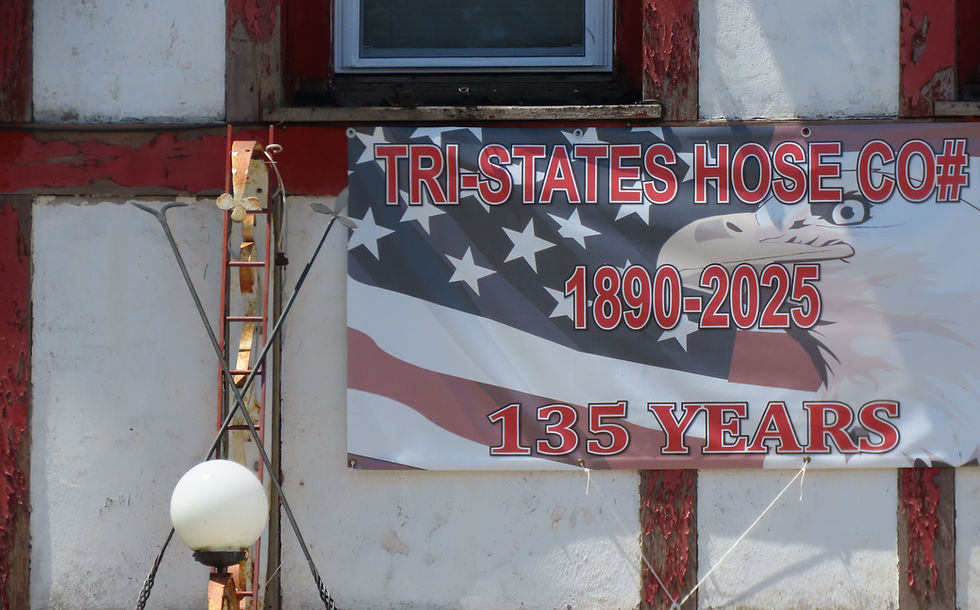 TRI-STATES HOSE CO#
1890-2025
135 YEARS